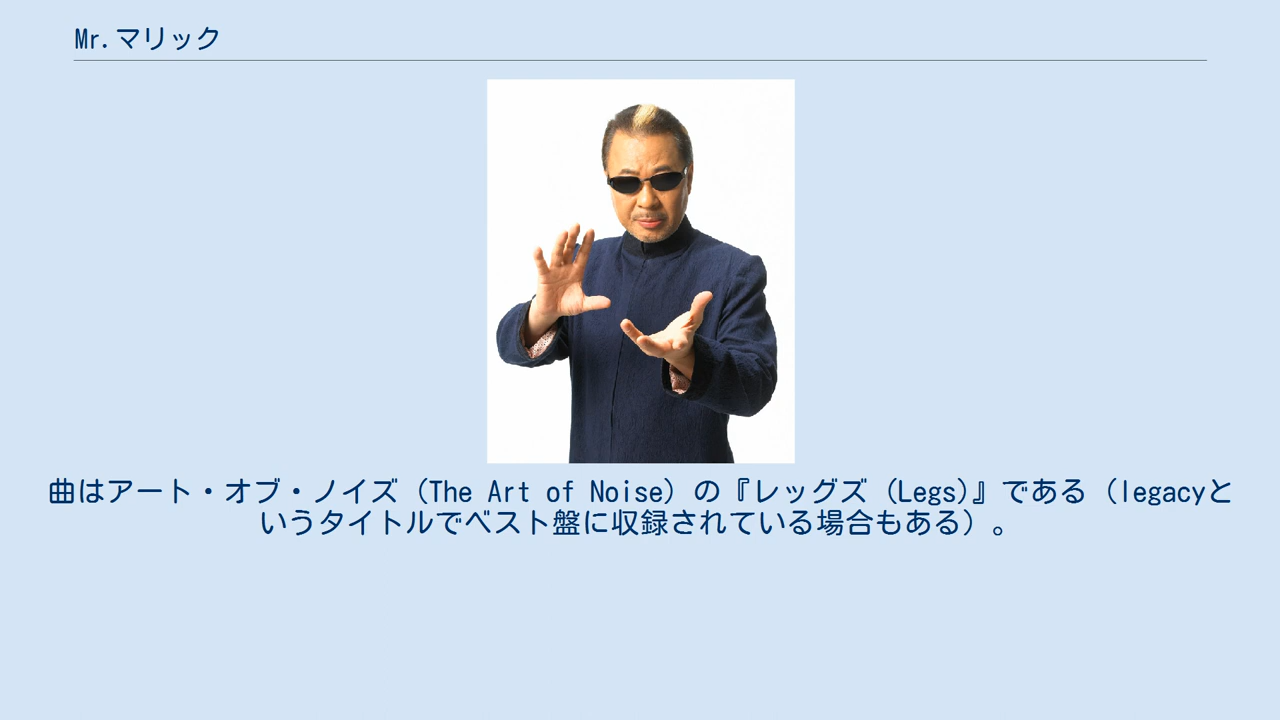 Mr.マリック
曲はアート・オブ・ノイズ（The Art of Noise）の『レッグズ（Legs)』である（legacyと
いうタイトルでベスト盤に収録されている場合もある）。